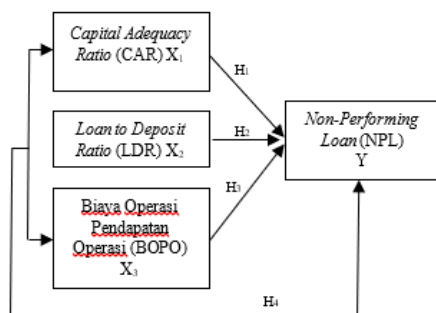 Capital Adequacy
Ratio (CAR) X₁
H₁
Loan to Deposit
Ratio (LDR) X₂
H₂
Non-Performing
Loan (NPL)
Y
H₃
Biaya Operasi
Pendapatan
Operasi (BOPO)
X₃
H₄